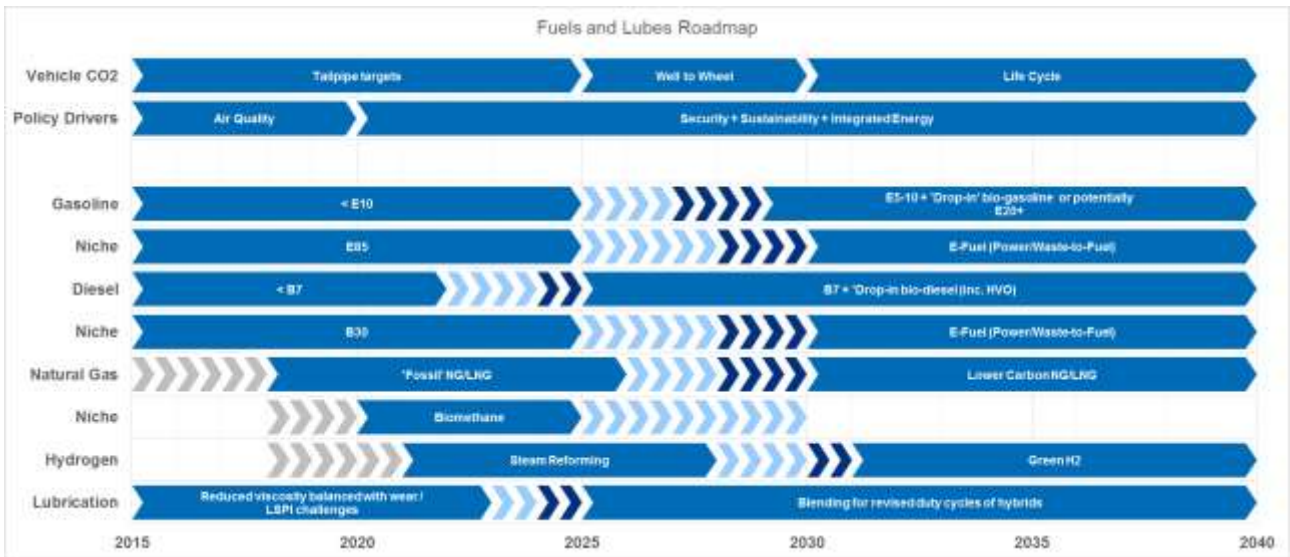 Fuels and Lubes Roadmap
Vehicle CO2
Tailpipe targets
Well to Wheel
Life Cycle
Policy Drivers
Air Quality
Security + Sustainability + Integrated Energy
Gasoline
< E10
E5-10 + 'Drop-in' bio-gasoline or potentially
E20+
Niche
E85
E-Fuel (Power/Waste-to-Fuel)
Diesel
< B7
B7 + 'Drop-in bio-diesel (inc. HVO)
Niche
B30
E-Fuel (Power/Waste-to-Fuel)
Natural Gas
'Fossil' NG/LNG
Lower Carbon NG/LNG
Niche
Biomethane
Hydrogen
Steam Reforming
Green H2
Lubrication
Reduced viscosity balanced with wear /
LSPI challenges
Blending for revised duty cycles of hybrids
2015
2020
2025
2030
2035
2040